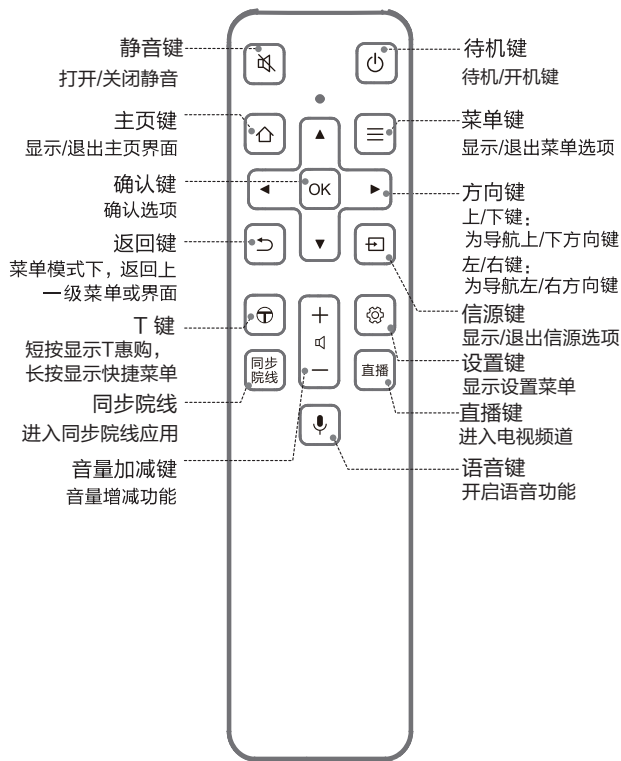 静音键
打开/关闭静音
主页键
显示/退出主页界面
确认键
确认选项
返回键
菜单模式下，返回上
一级菜单或界面
T 键
短按显示T惠购，
长按显示快捷菜单
同步院线
进入同步院线应用
音量加减键
音量增减功能
OK
同步
院线
直播
待机键
待机/开机键
菜单键
显示/退出菜单选项
方向键
上/下键：
为导航上/下方向键
左/右键：
为导航左/右方向键
信源键
显示/退出信源选项
设置键
显示设置菜单
直播键
进入电视频道
语音键
开启语音功能